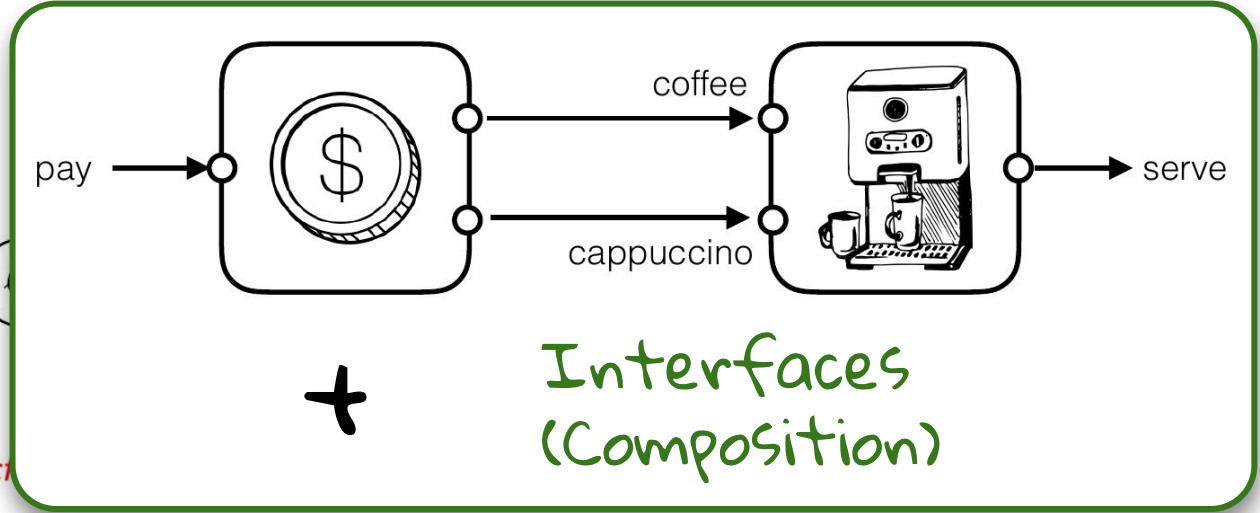 coffee
pay
$
serve
cappuccino
+
Interfaces
(Composition)